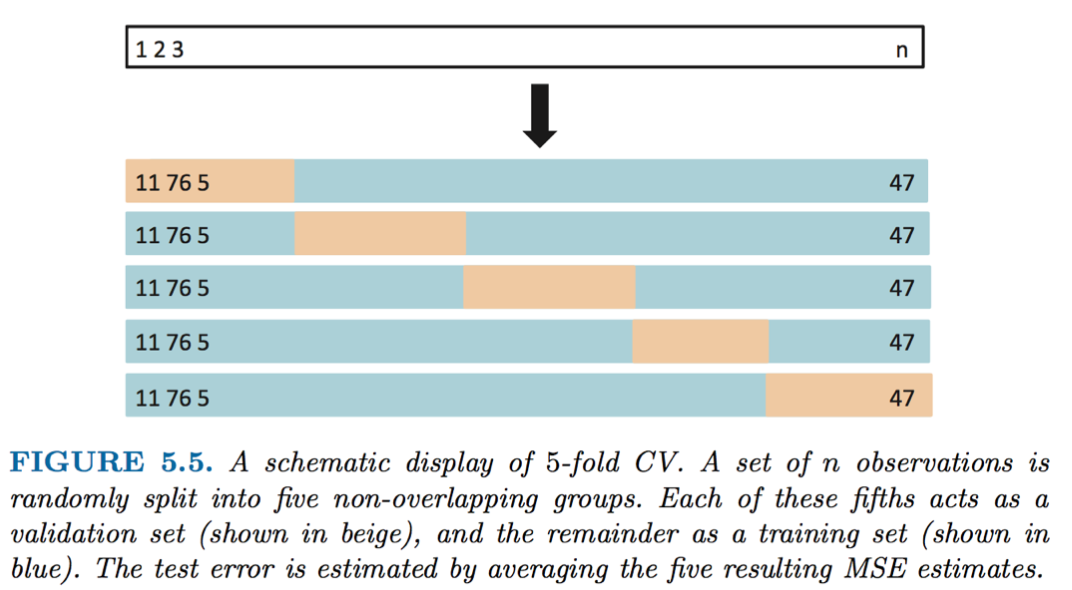 1 2 3 n
11 76 5 47
11 76 5 47
11 76 5 47
11 76 5 47
11 76 5 47
FIGURE 5.5. A schematic display of 5-fold CV. A set of n observations is
randomly split into five non-overlapping groups. Each of these fifths acts as a
validation set (shown in beige), and the remainder as a training set (shown in
blue). The test error is estimated by averaging the five resulting MSE estimates.